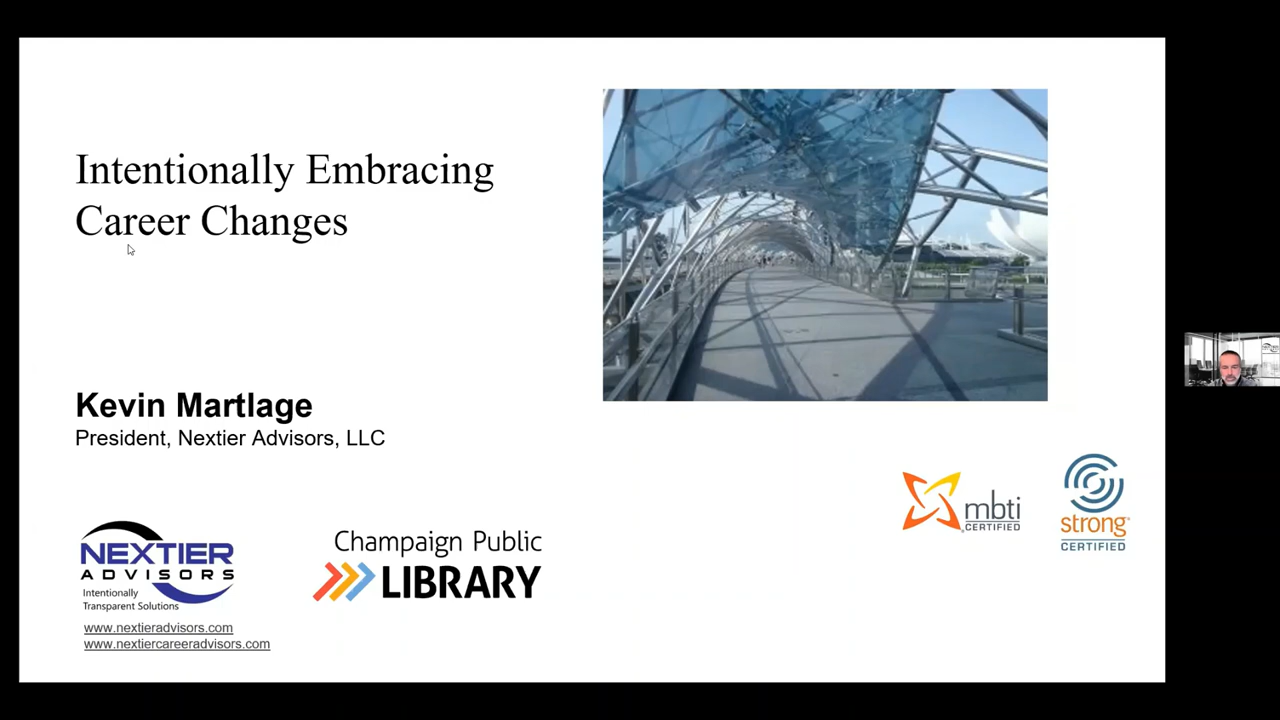 Intentionally Embracing
Career Changes
Kevin Martlage
President, Nextier Advisors, LLC
NEXTIER
ADVISORS
Intentionally
Transparent Solutions
www.nextieradvisors.com
www.nextiercareeradvisors.com
Champaign Public
LIBRARY
mbti
CERTIFIED
strong
CERTIFIED